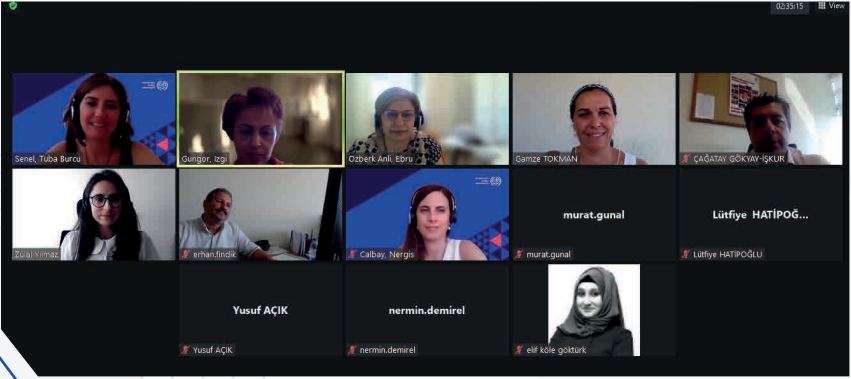 02:35:15 View
Senel, Tuba Burcu
Gungor, Izgi
Ozberk Anli, Ebru
Gamze TOKMAN
ÇAĞATAY GÖKYAY-İŞKUR
Zülal Yılmaz
erhan.findik
Calbay, Nergis
murat.gunal
murat.gunal
Lütfiye HATİPOĞ...
Lütfiye HATİPOĞLU
Yusuf AÇIK
Yusuf AÇIK
nermin.demirel
nermin.demirel
elif köle göktürk